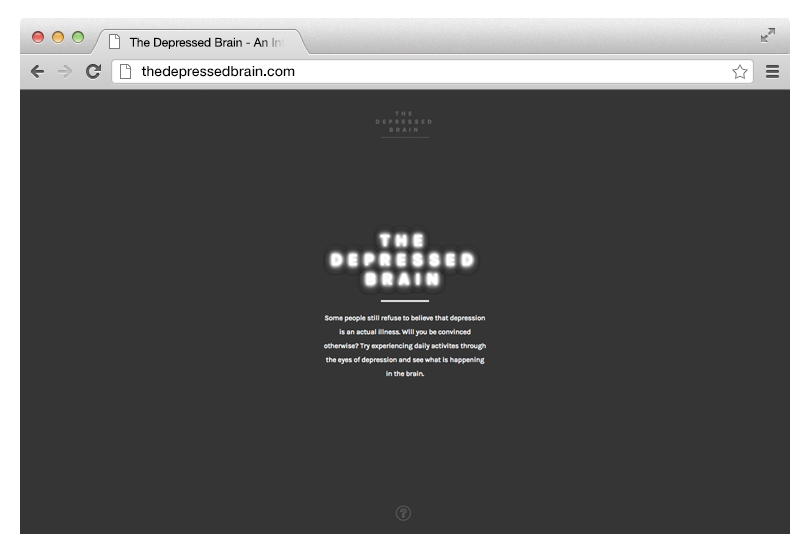 The Depressed Brain - An In
thedepressedbrain.com
THE
DEPRESSED
BRAIN
THE
DEPRESSED
BRAIN
Some people still refuse to believe that depression
is an actual illness. Will you be convinced
otherwise? Try experiencing daily activites through
the eyes of depression and see what is happening
in the brain.
?